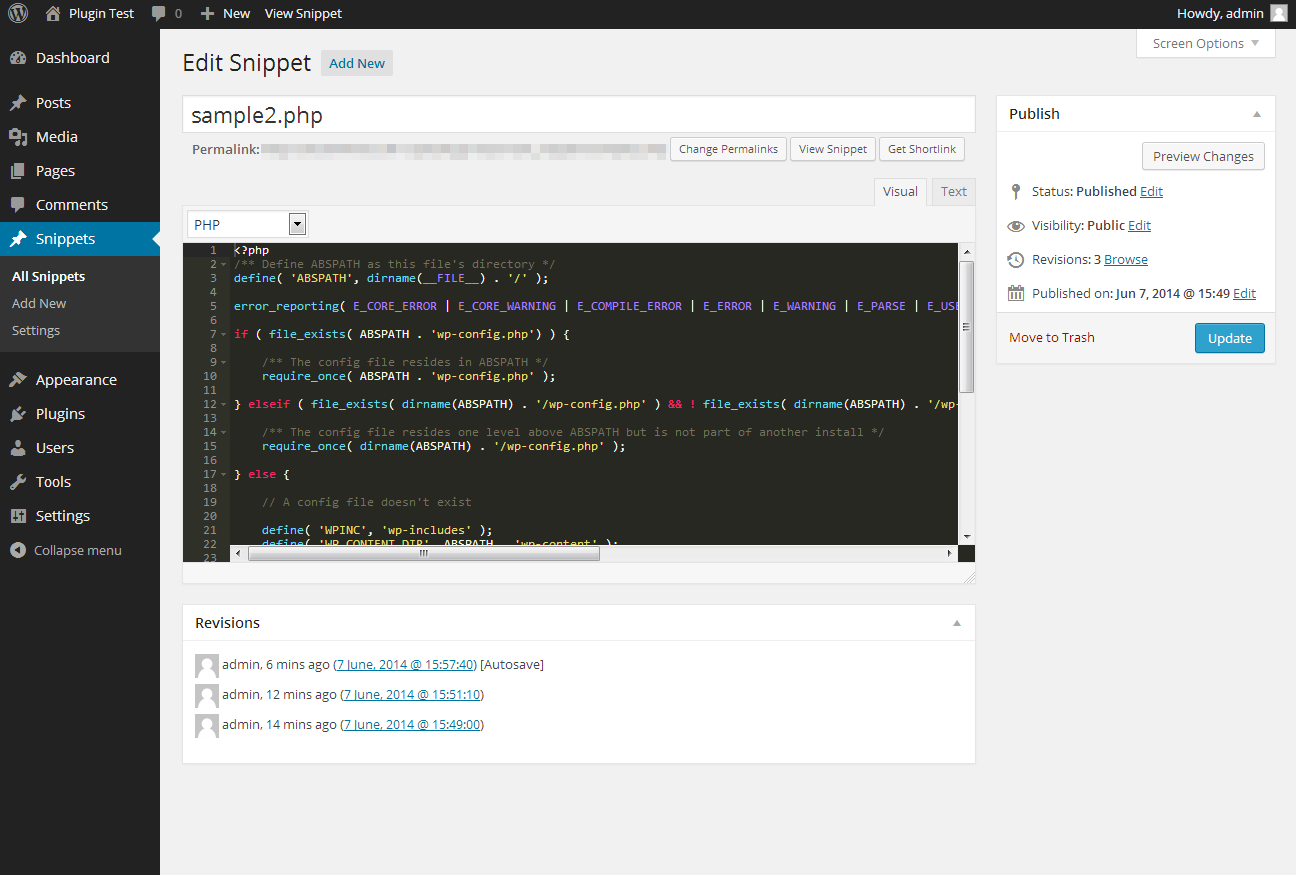 Plugin Test 0 New View Snippet Howdy, admin
Screen Options
Dashboard
Posts
Media
Pages
Comments
Snippets
All Snippets
Add New
Settings
Appearance
Plugins
Users
Tools
Settings
Collapse menu
Edit Snippet Add New
sample2.php
Permalink: Change Permalinks View Snippet Get Shortlink
Visual Text
PHP
1 <?php
2 /** Define ABSPATH as this file's directory */
3 define( 'ABSPATH', dirname(__FILE__) . '/' );
4
5 error_reporting( E_CORE_ERROR | E_CORE_WARNING | E_COMPILE_ERROR | E_ERROR | E_WARNING | E_PARSE | E_USE
6
7 if ( file_exists( ABSPATH . 'wp-config.php') ) {
8
9 /** The config file resides in ABSPATH */
10 require_once( ABSPATH . 'wp-config.php' );
11
12 } elseif ( file_exists( dirname(ABSPATH) . '/wp-config.php' ) && ! file_exists( dirname(ABSPATH) . '/wp-
13
14 /** The config file resides one level above ABSPATH but is not part of another install */
15 require_once( dirname(ABSPATH) . '/wp-config.php' );
16
17 } else {
18
19 // A config file doesn't exist
20
21 define( 'WPINC', 'wp-includes' );
22 define( 'WP_CONTENT_DIR', ABSPATH . 'wp-content' );
23
Revisions
admin, 6 mins ago (7 June, 2014 @ 15:57:40) [Autosave]
admin, 12 mins ago (7 June, 2014 @ 15:51:10)
admin, 14 mins ago (7 June, 2014 @ 15:49:00)
Publish
Preview Changes
Status: Published Edit
Visibility: Public Edit
Revisions: 3 Browse
Published on: Jun 7, 2014 @ 15:49 Edit
Move to Trash Update